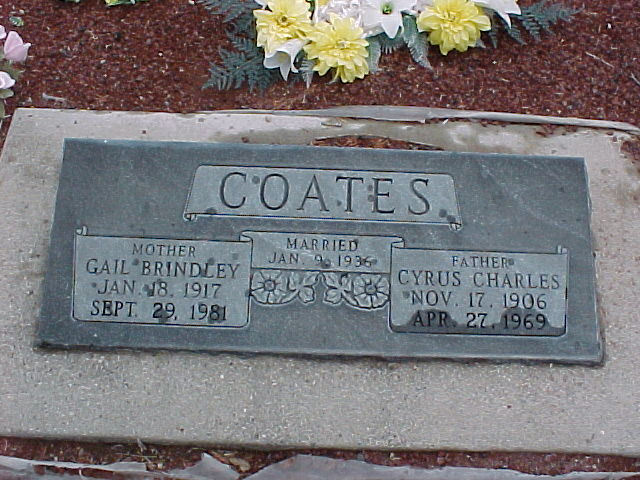 COATES
MOTHER
GAIL BRINDLEY
JAN. 18, 1917
SEPT. 29, 1981
MARRIED
JAN. 9, 1936
FATHER
CYRUS CHARLES
NOV. 17, 1906
APR. 27, 1969